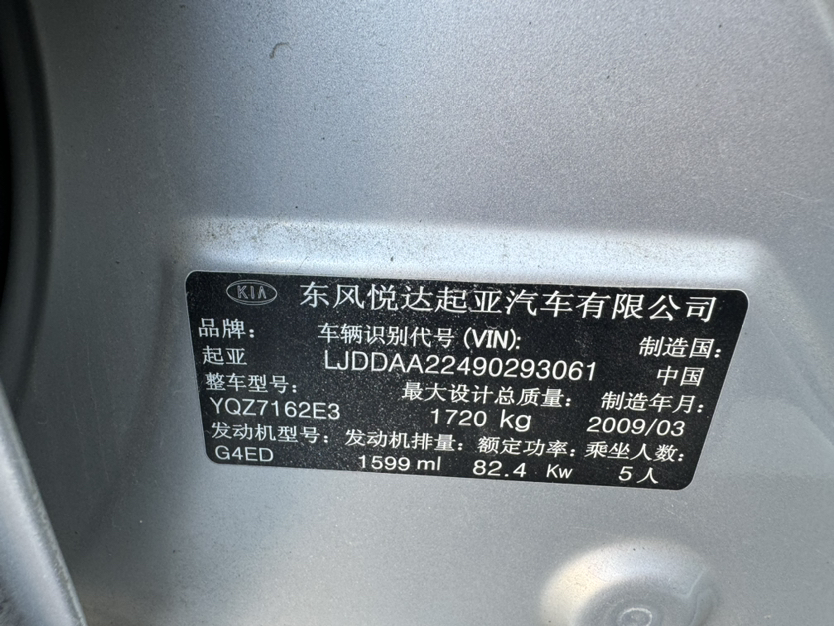 KIA 东风悦达起亚汽车有限公司
品牌： 车辆识别代号(VIN): 制造国：
起亚 LJDDAA22490293061 中国
整车型号： 最大设计总质量： 制造年月：
YQZ7162E3 1720 kg 2009/03
发动机型号： 发动机排量： 额定功率： 乘坐人数：
G4ED 1599 ml 82.4 Kw 5人